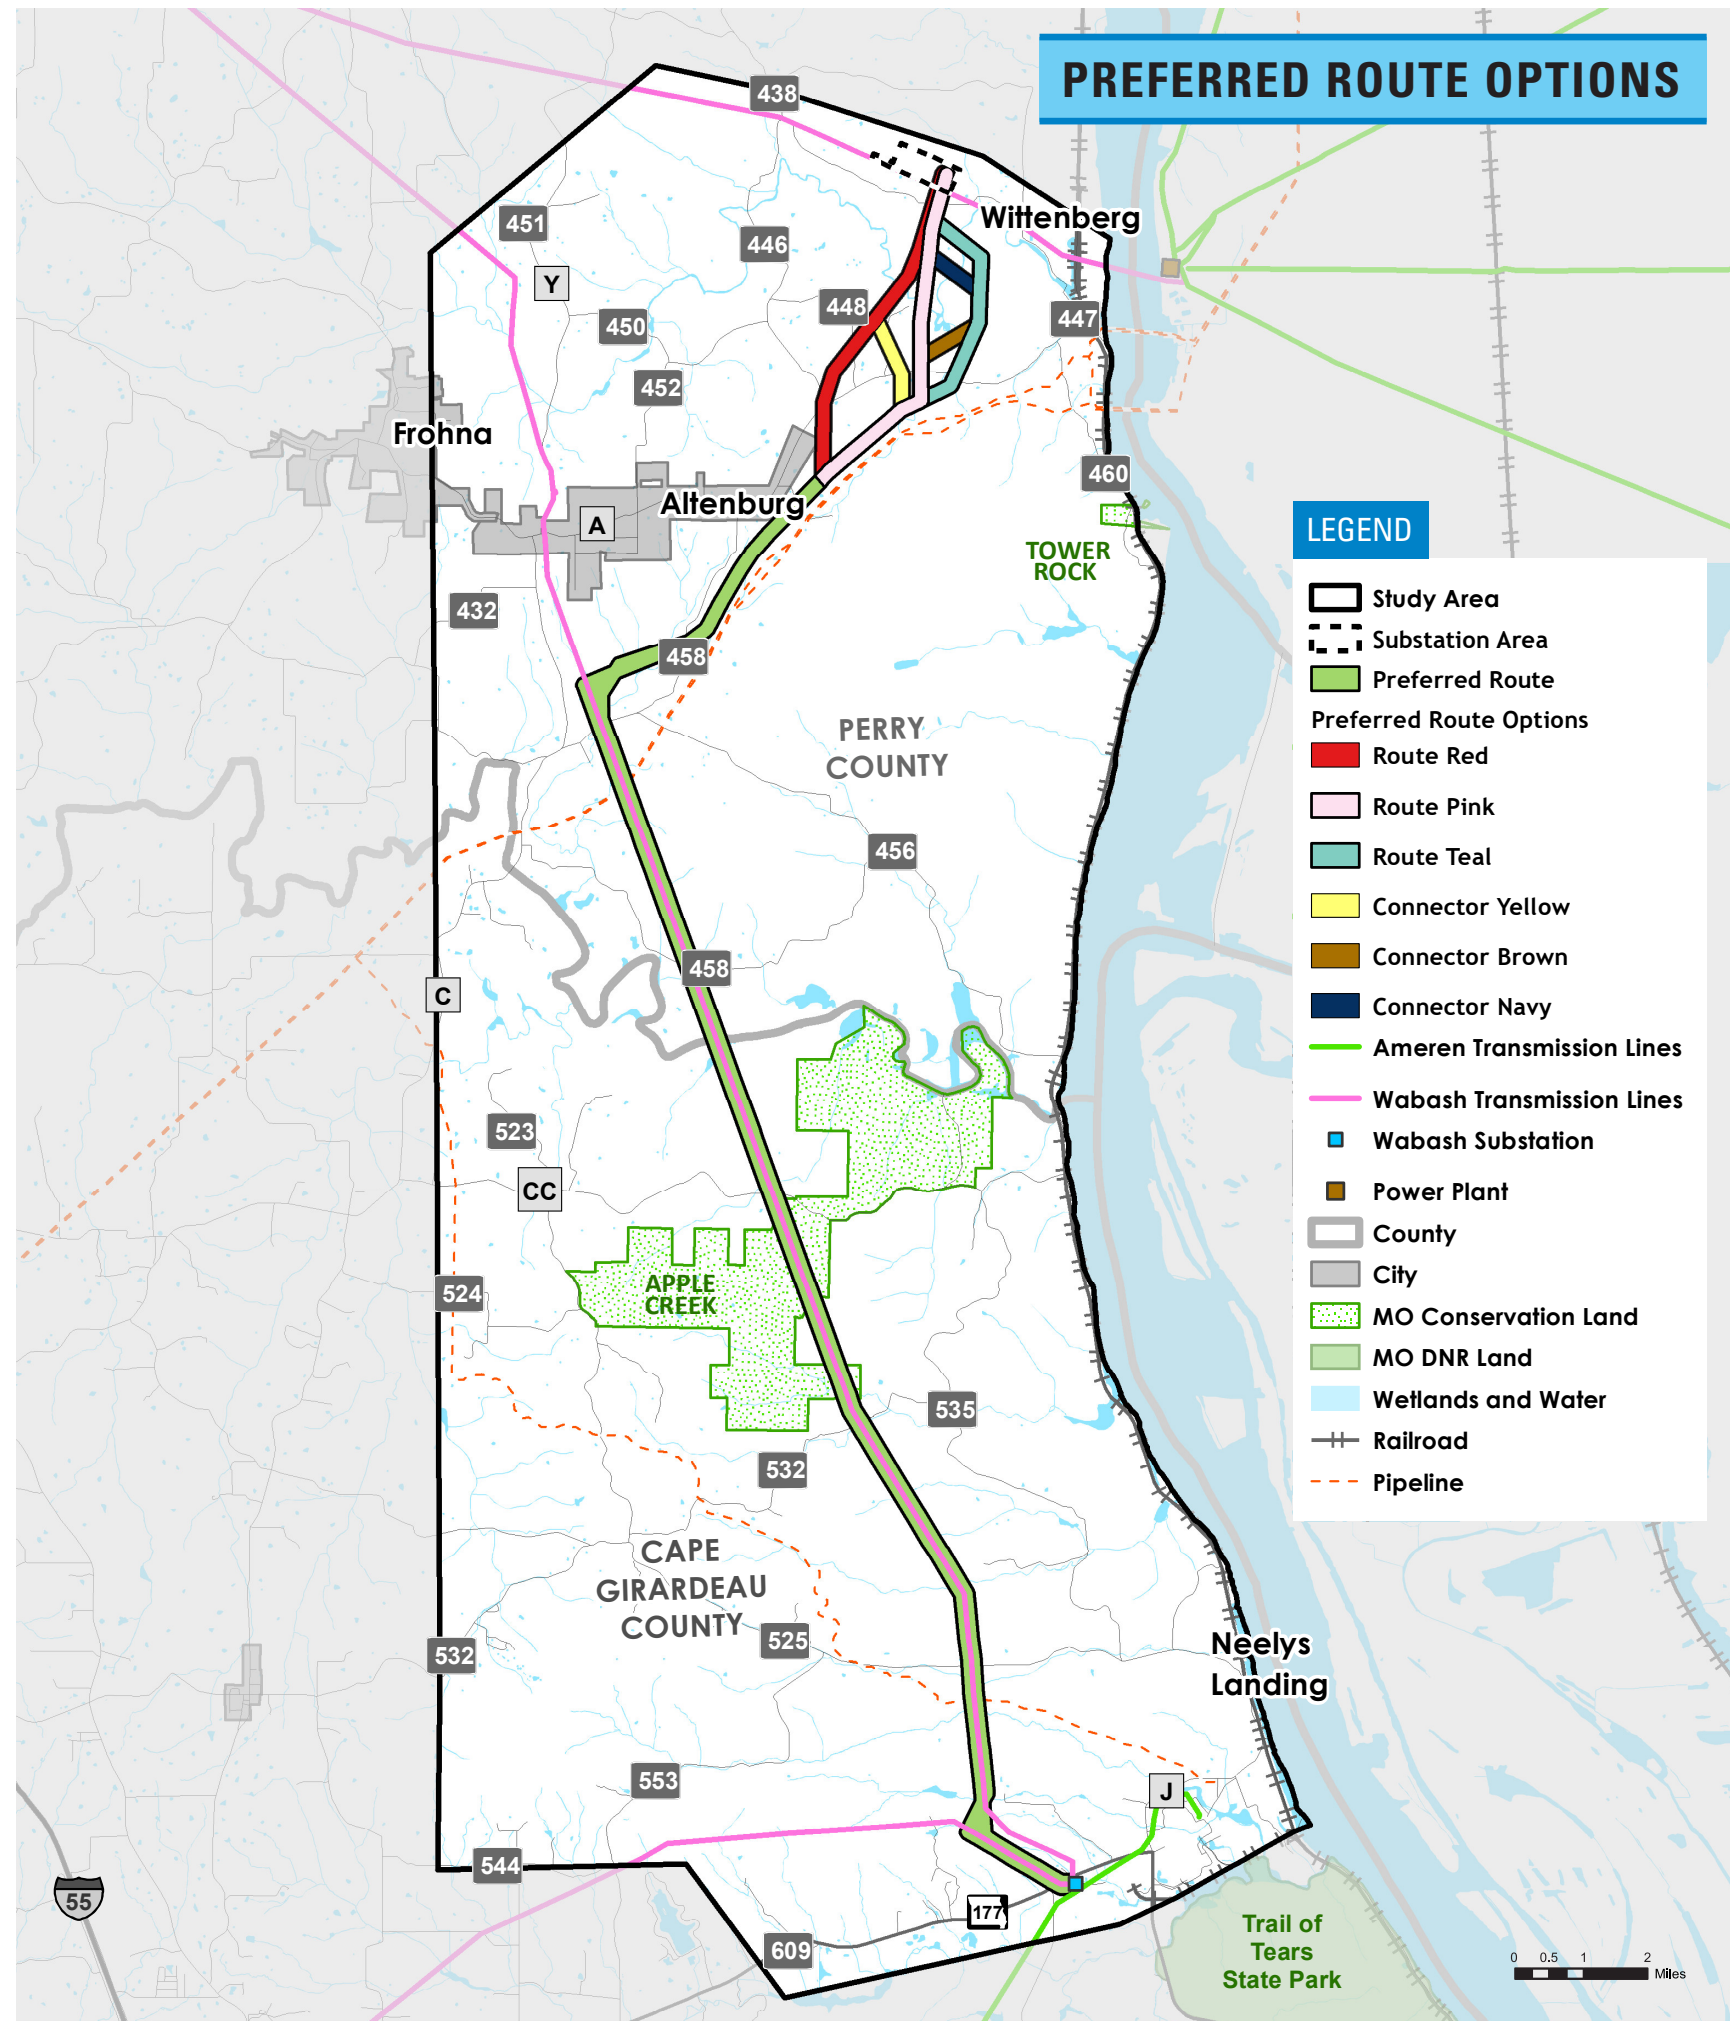 PREFERRED ROUTE OPTIONS
438
451
446
Wittenberg
Y
448
450
447
452
Frohna
460
Altenburg
A
TOWER
ROCK
432
458
PERRY
COUNTY
456
458
C
523
CC
524
APPLE
CREEK
535
532
CAPE
GIRARDEAU
COUNTY
525
532
Neelys
Landing
553
J
544
55
177
609
Trail of
Tears
State Park
LEGEND
Study Area
Substation Area
Preferred Route
Preferred Route Options
Route Red
Route Pink
Route Teal
Connector Yellow
Connector Brown
Connector Navy
Ameren Transmission Lines
Wabash Transmission Lines
Wabash Substation
Power Plant
County
City
MO Conservation Land
MO DNR Land
Wetlands and Water
Railroad
Pipeline
0 0.5 1 2
Miles